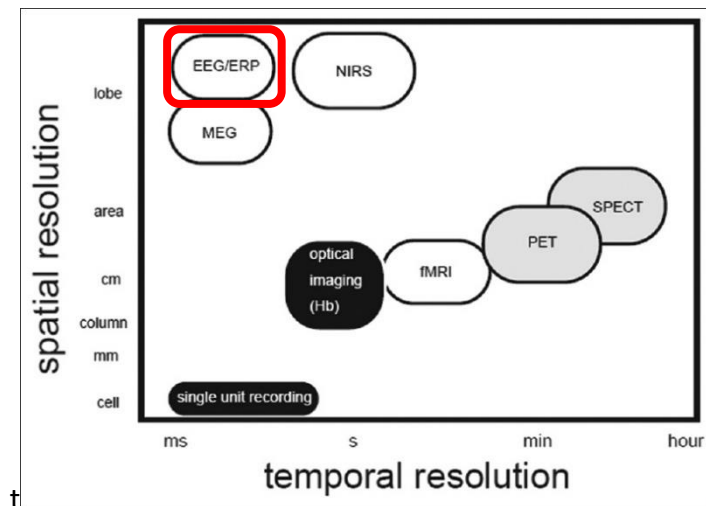 EEG/ERP
NIRS
lobe
MEG
area
SPECT
PET
optical
imaging
(Hb)
fMRI
cm
column
mm
single unit recording
cell
spatial resolution
ms
s
min
hour
temporal resolution
t